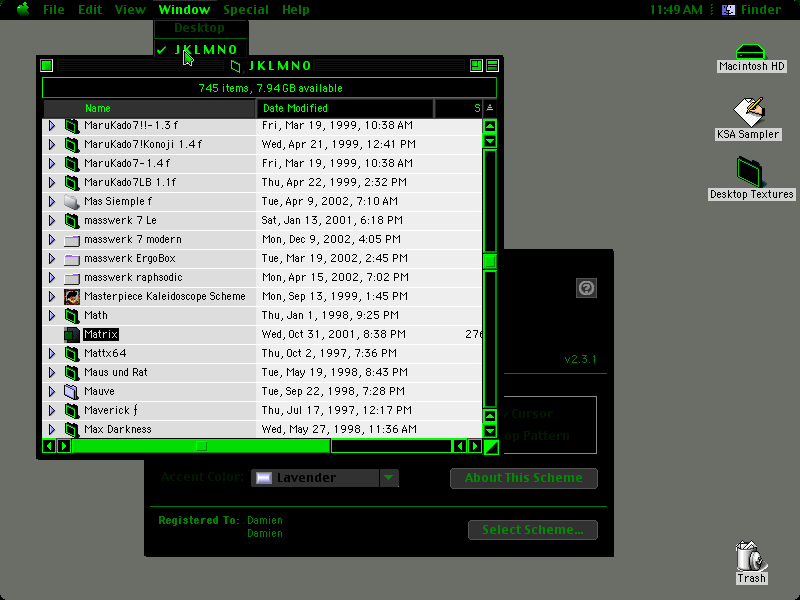 File Edit View Window Special Help 11:49 AM Finder
Desktop
✓ JKLMNO
JKLMNO
745 items, 7.94 GB available
Name Date Modified S
MaruKado7!!-1.3 f Fri, Mar 19, 1999, 10:38 AM
MaruKado7!Konoji 1.4 f Wed, Apr 21, 1999, 12:41 PM
MaruKado7-1.4f Fri, Mar 19, 1999, 10:38 AM
MaruKado7LB 1.1f Thu, Apr 22, 1999, 2:32 PM
Mas Siemple f Tue, Apr 9, 2002, 7:10 AM
masswerk 7 Le Sat, Jan 13, 2001, 6:18 PM
masswerk 7 modern Mon, Dec 9, 2002, 4:05 PM
masswerk ErgoBox Tue, Mar 19, 2002, 2:45 PM
masswerk raphsodic Mon, Apr 15, 2002, 7:02 PM
Masterpiece Kaleidoscope Scheme Mon, Sep 13, 1999, 1:45 PM
Math Thu, Jan 1, 1998, 9:25 PM
Matrix Wed, Oct 31, 2001, 8:38 PM 276
Mattx64 Thu, Oct 2, 1997, 7:36 PM
Maus und Rat Tue, May 19, 1998, 8:43 PM
Mauve Tue, Sep 22, 1998, 7:28 PM
Maverick ƒ Thu, Jul 17, 1997, 12:17 PM
Max Darkness Wed, May 27, 1998, 11:36 AM
Macintosh HD
KSA Sampler
Desktop Textures
?
v2.3.1
Cursor
Pattern
Accent Color: Lavender About This Scheme
Registered To: Damien
Damien
Select Scheme...
Trash